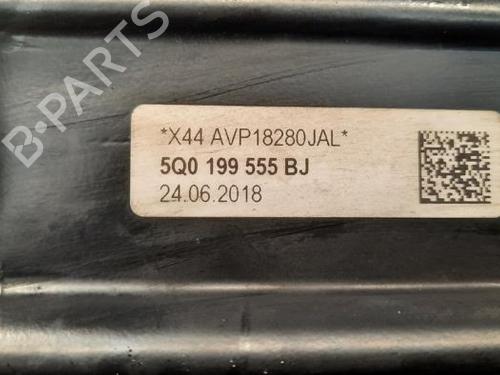 *X44 AVP18280JAL*
5Q0 199 555 BJ
24.06.2018
B-PARTS